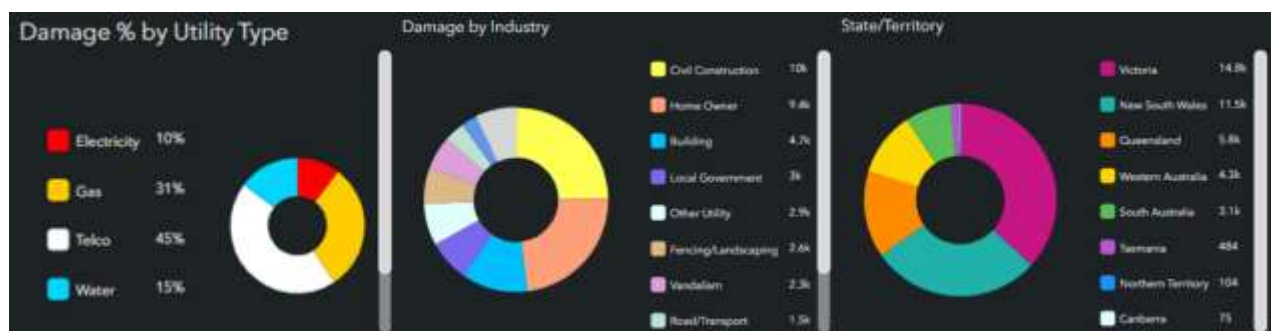 Damage % by Utility Type
Electricity 10%
Gas 31%
Telco 45%
Water 15%
Damage by Industry
Civil Construction 10k
Home Owner 9.4k
Building 4.7k
Local Government 3k
Other Utility 2.9k
Fencing/Landscaping 2.6k
Vandalism 2.3k
Road/Transport 1.5k
State/Territory
Victoria 14.8k
New South Wales 11.5k
Queensland 5.8k
Western Australia 4.3k
South Australia 3.1k
Tasmania 484
Northern Territory 104
Canberra 75